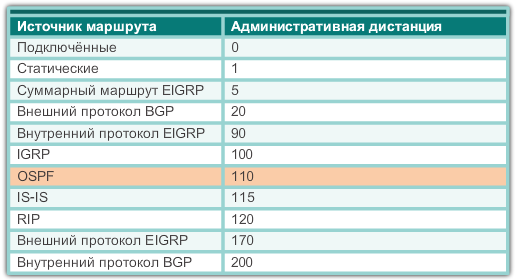 Источник маршрута Административная дистанция
Подключённые 0
Статические 1
Суммарный маршрут EIGRP 5
Внешний протокол BGP 20
Внутренний протокол EIGRP 90
IGRP 100
OSPF 110
IS-IS 115
RIP 120
Внешний протокол EIGRP 170
Внутренний протокол BGP 200